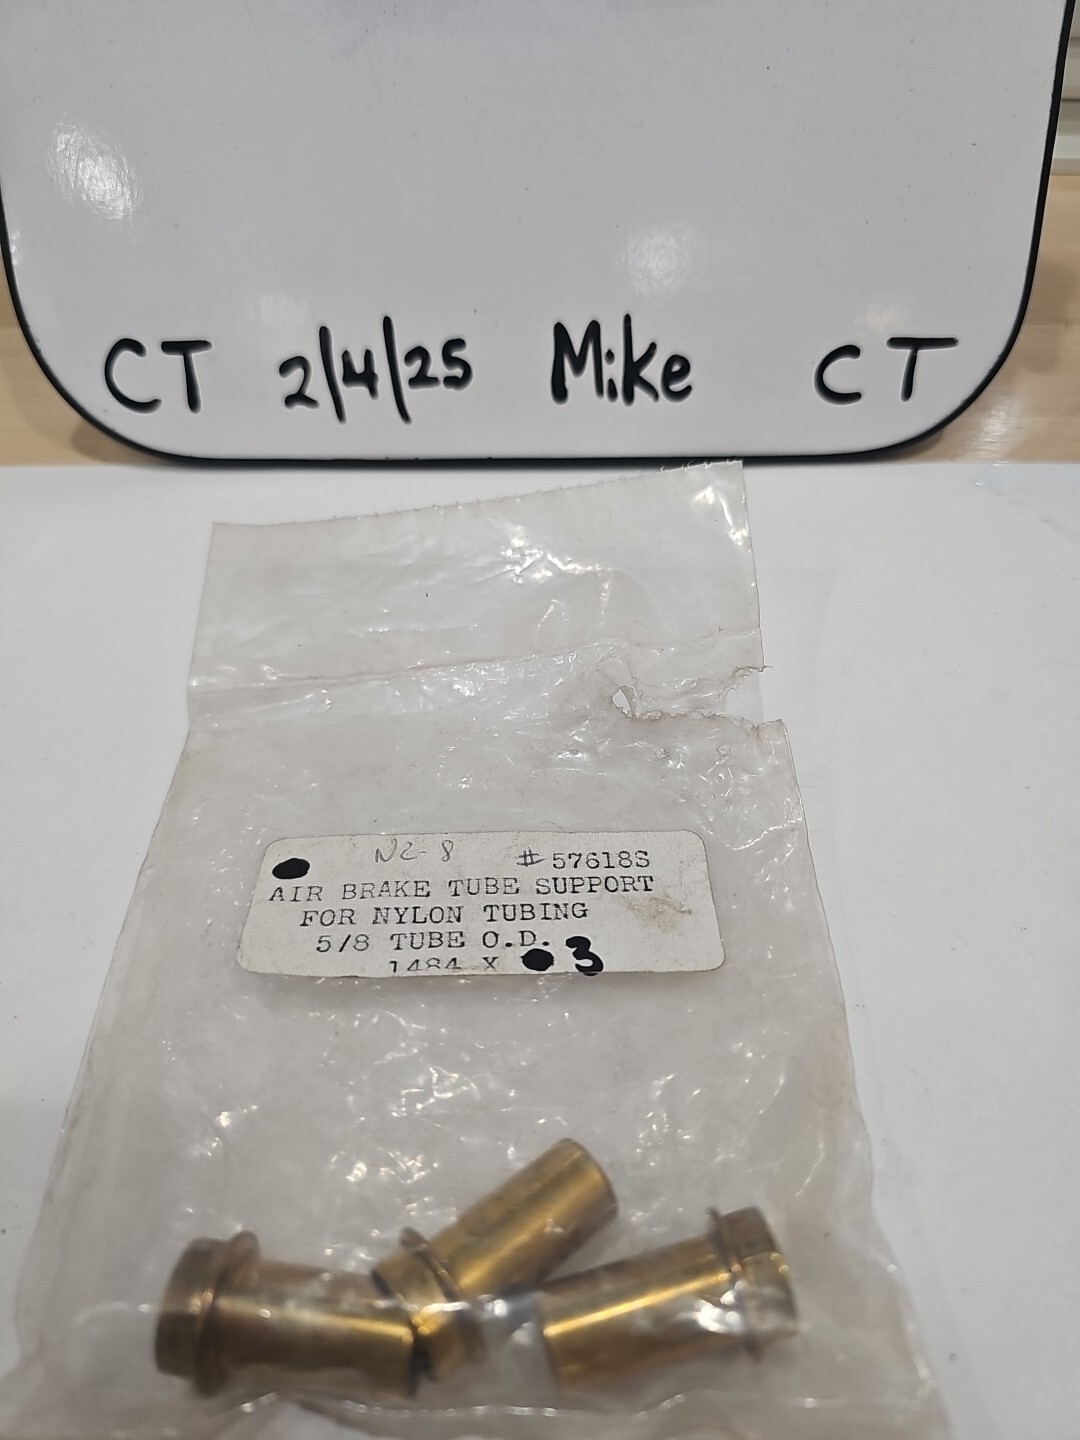 CT 2/4/25 Mike CT
N2-8 #57618S
AIR BRAKE TUBE SUPPORT
FOR NYLON TUBING
5/8 TUBE O.D.
1484 X 3